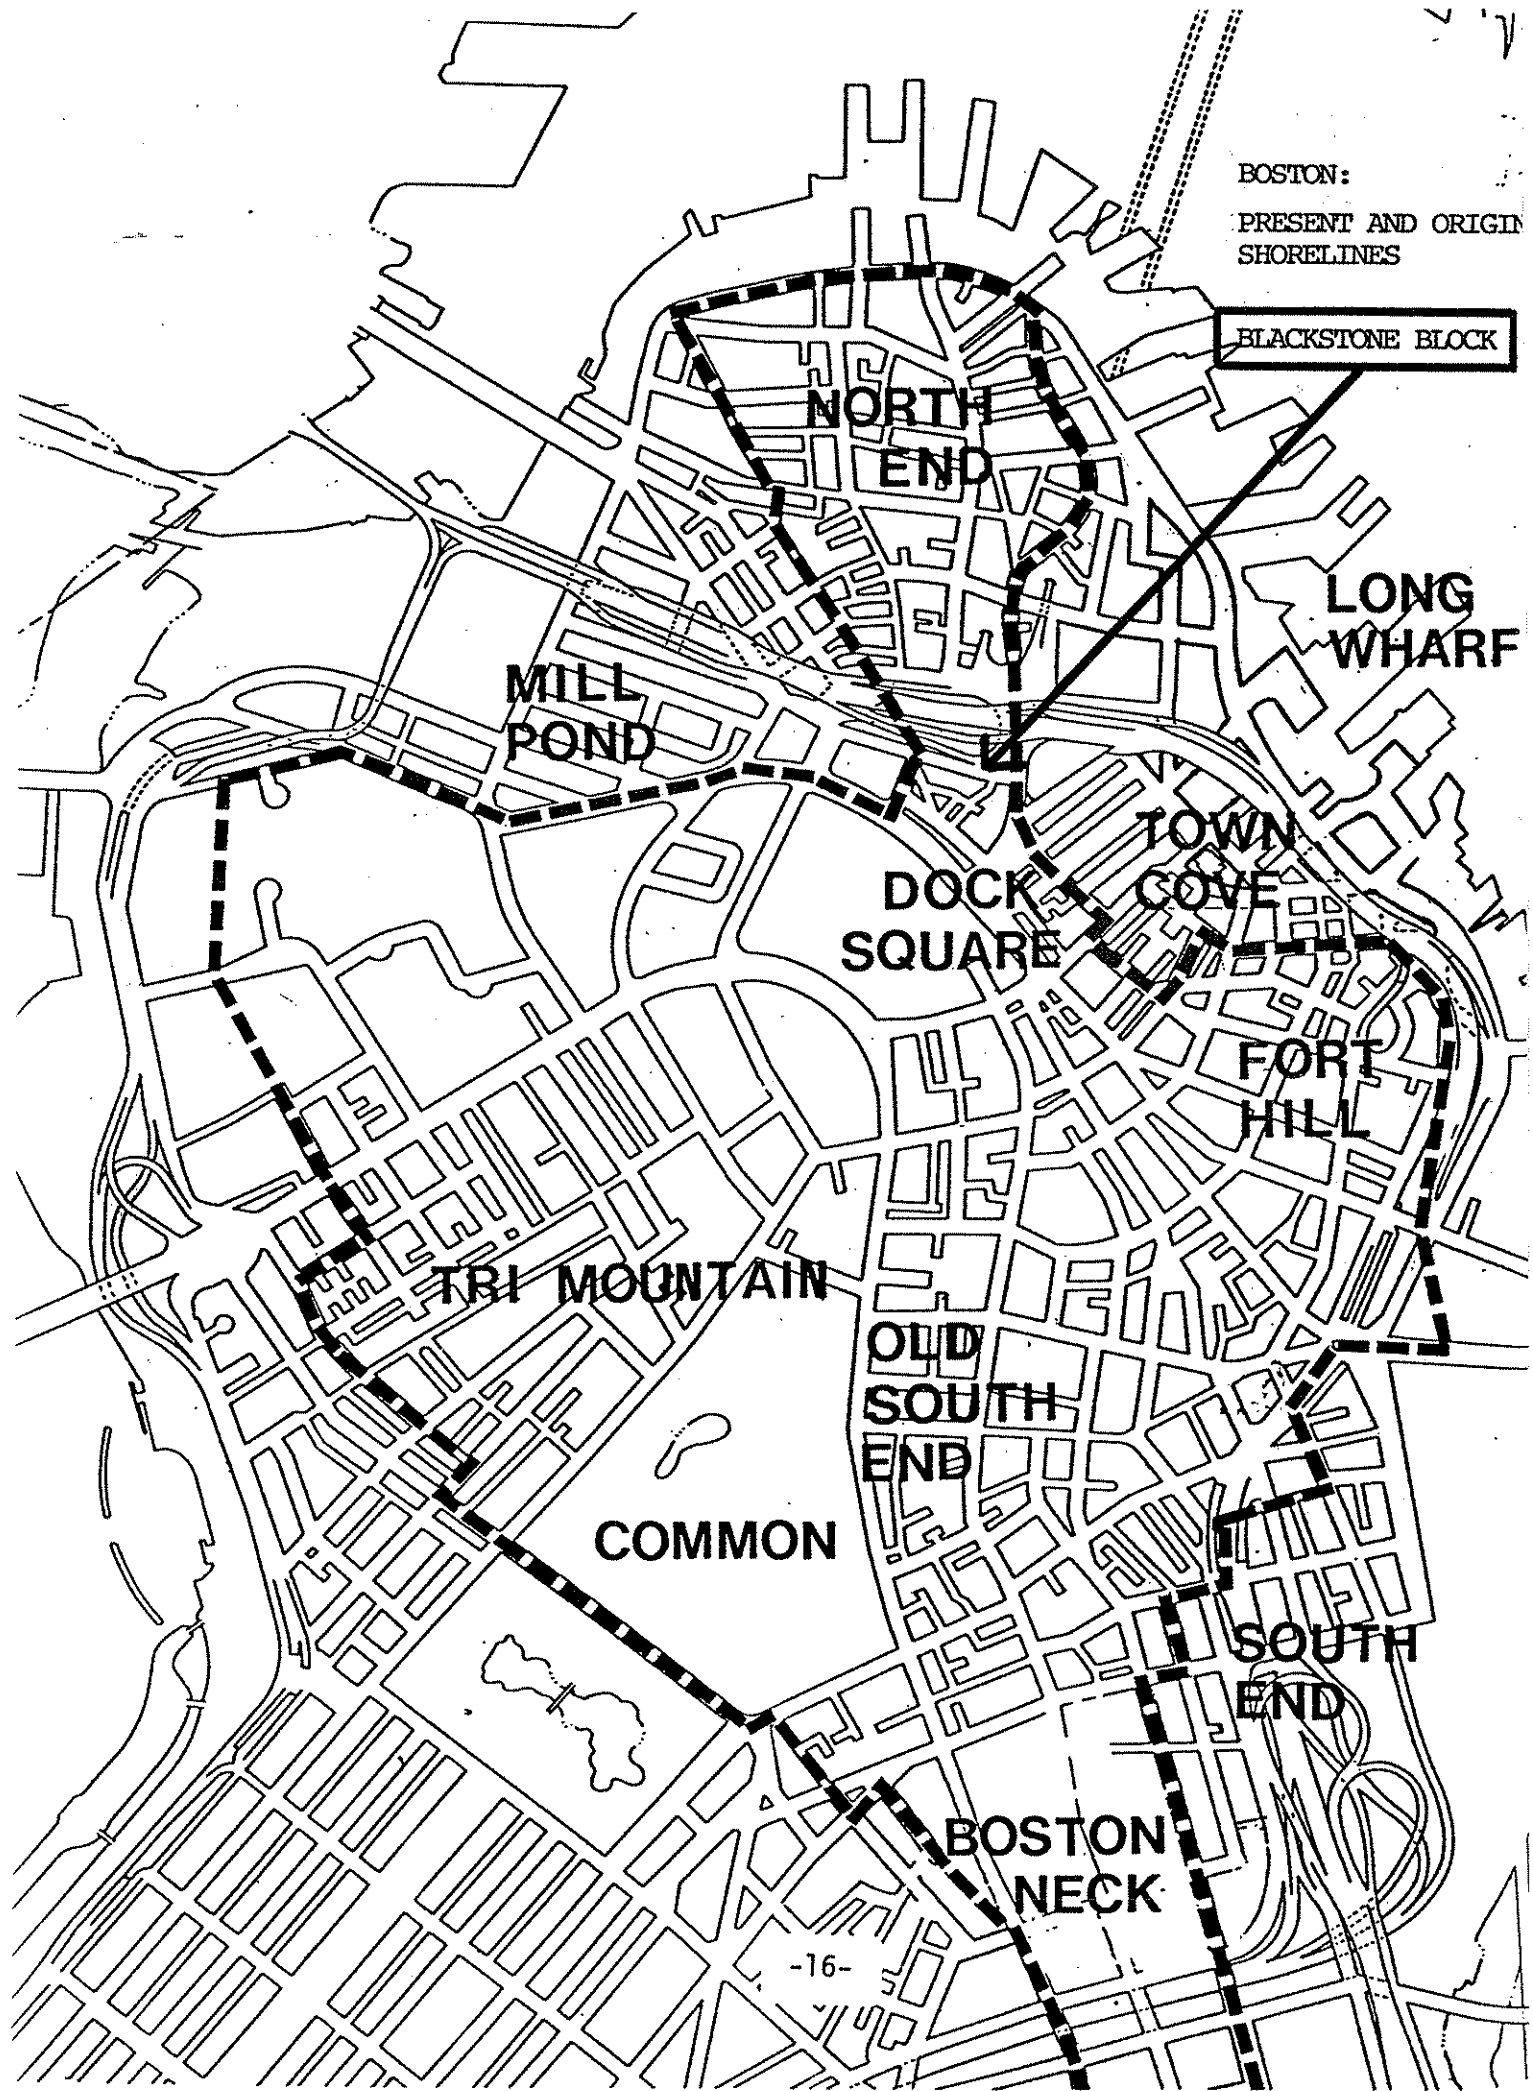 BOSTON:
PRESENT AND ORIGIN
SHORELINES
BLACKSTONE BLOCK
NORTH
END
LONG
WHARF
MILL
POND
TOWN
COVE
DOCK
SQUARE
FORT
HILL
TRI MOUNTAIN
OLD
SOUTH
END
COMMON
SOUTH
END
BOSTON
NECK
-16-